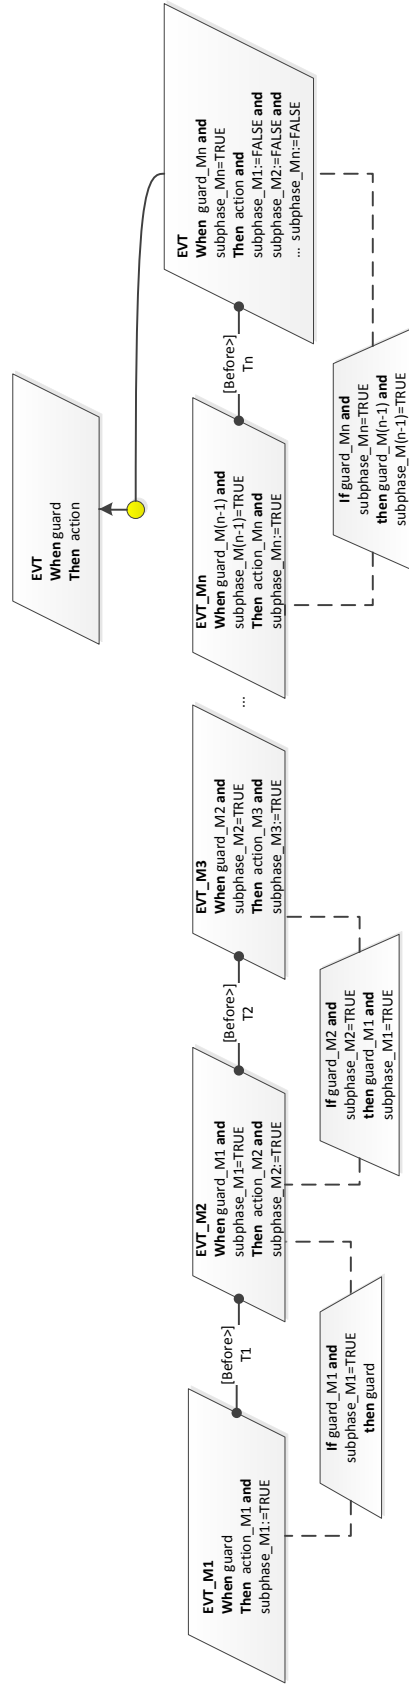 EVT
When guard
Then action
EVT_M1
When guard
Then action_M1 and
subphase_M1:=TRUE
[Before>]
T1
EVT_M2
When guard_M1 and
subphase_M1=TRUE
Then action_M2 and
subphase_M2:=TRUE
[Before>]
T2
EVT_M3
When guard_M2 and
subphase_M2=TRUE
Then action_M3 and
subphase_M3:=TRUE
...
EVT_Mn
When guard_M(n-1) and
subphase_M(n-1)=TRUE
Then action_Mn and
subphase_Mn:=TRUE
[Before>]
Tn
EVT
When guard_Mn and
subphase_Mn=TRUE
Then action and
subphase_M1:=FALSE and
subphase_M2:=FALSE and
... subphase_Mn:=FALSE
If guard_M1 and
subphase_M1=TRUE
then guard
If guard_M2 and
subphase_M2=TRUE
then guard_M1 and
subphase_M1=TRUE
If guard_Mn and
subphase_Mn=TRUE
then guard_M(n-1) and
subphase_M(n-1)=TRUE